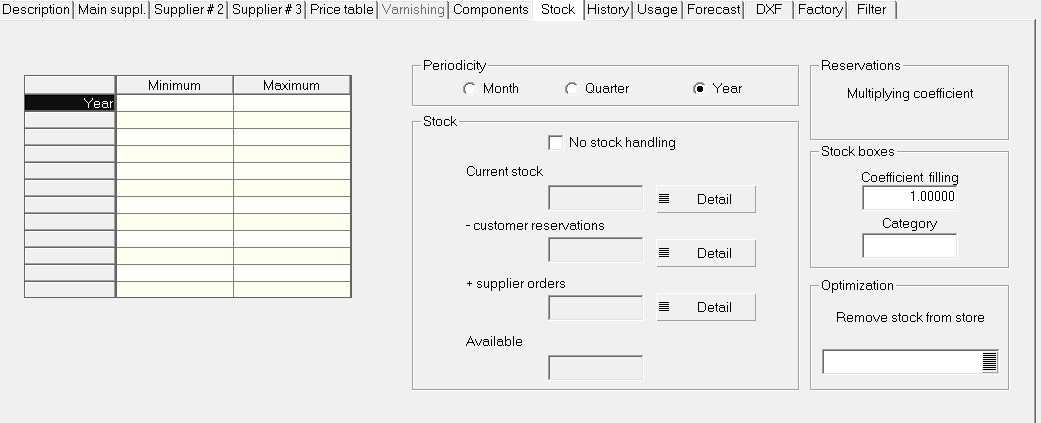 Description Main suppl. Supplier # 2 Supplier # 3 Price table Varnishing Components Stock History Usage Forecast DXF Factory Filter
Minimum Maximum
Year
Periodicity
Month Quarter Year
Stock
No stock handling
Current stock
Detail
- customer reservations
Detail
+ supplier orders
Detail
Available
Reservations
Multiplying coefficient
Stock boxes
Coefficient filling
1.00000
Category
Optimization
Remove stock from store